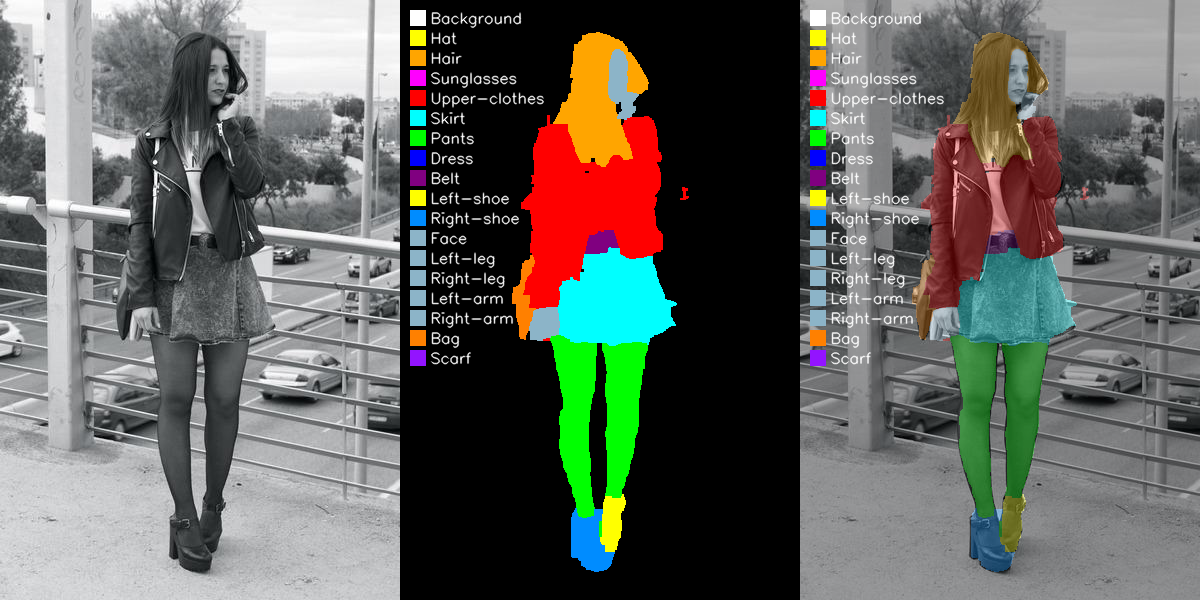 Background
Hat
Hair
Sunglasses
Upper-clothes
Skirt
Pants
Dress
Belt
Left-shoe
Right-shoe
Face
Left-leg
Right-leg
Left-arm
Right-arm
Bag
Scarf
Background
Hat
Hair
Sunglasses
Upper-clothes
Skirt
Pants
Dress
Belt
Left-shoe
Right-shoe
Face
Left-leg
Right-leg
Left-arm
Right-arm
Bag
Scarf